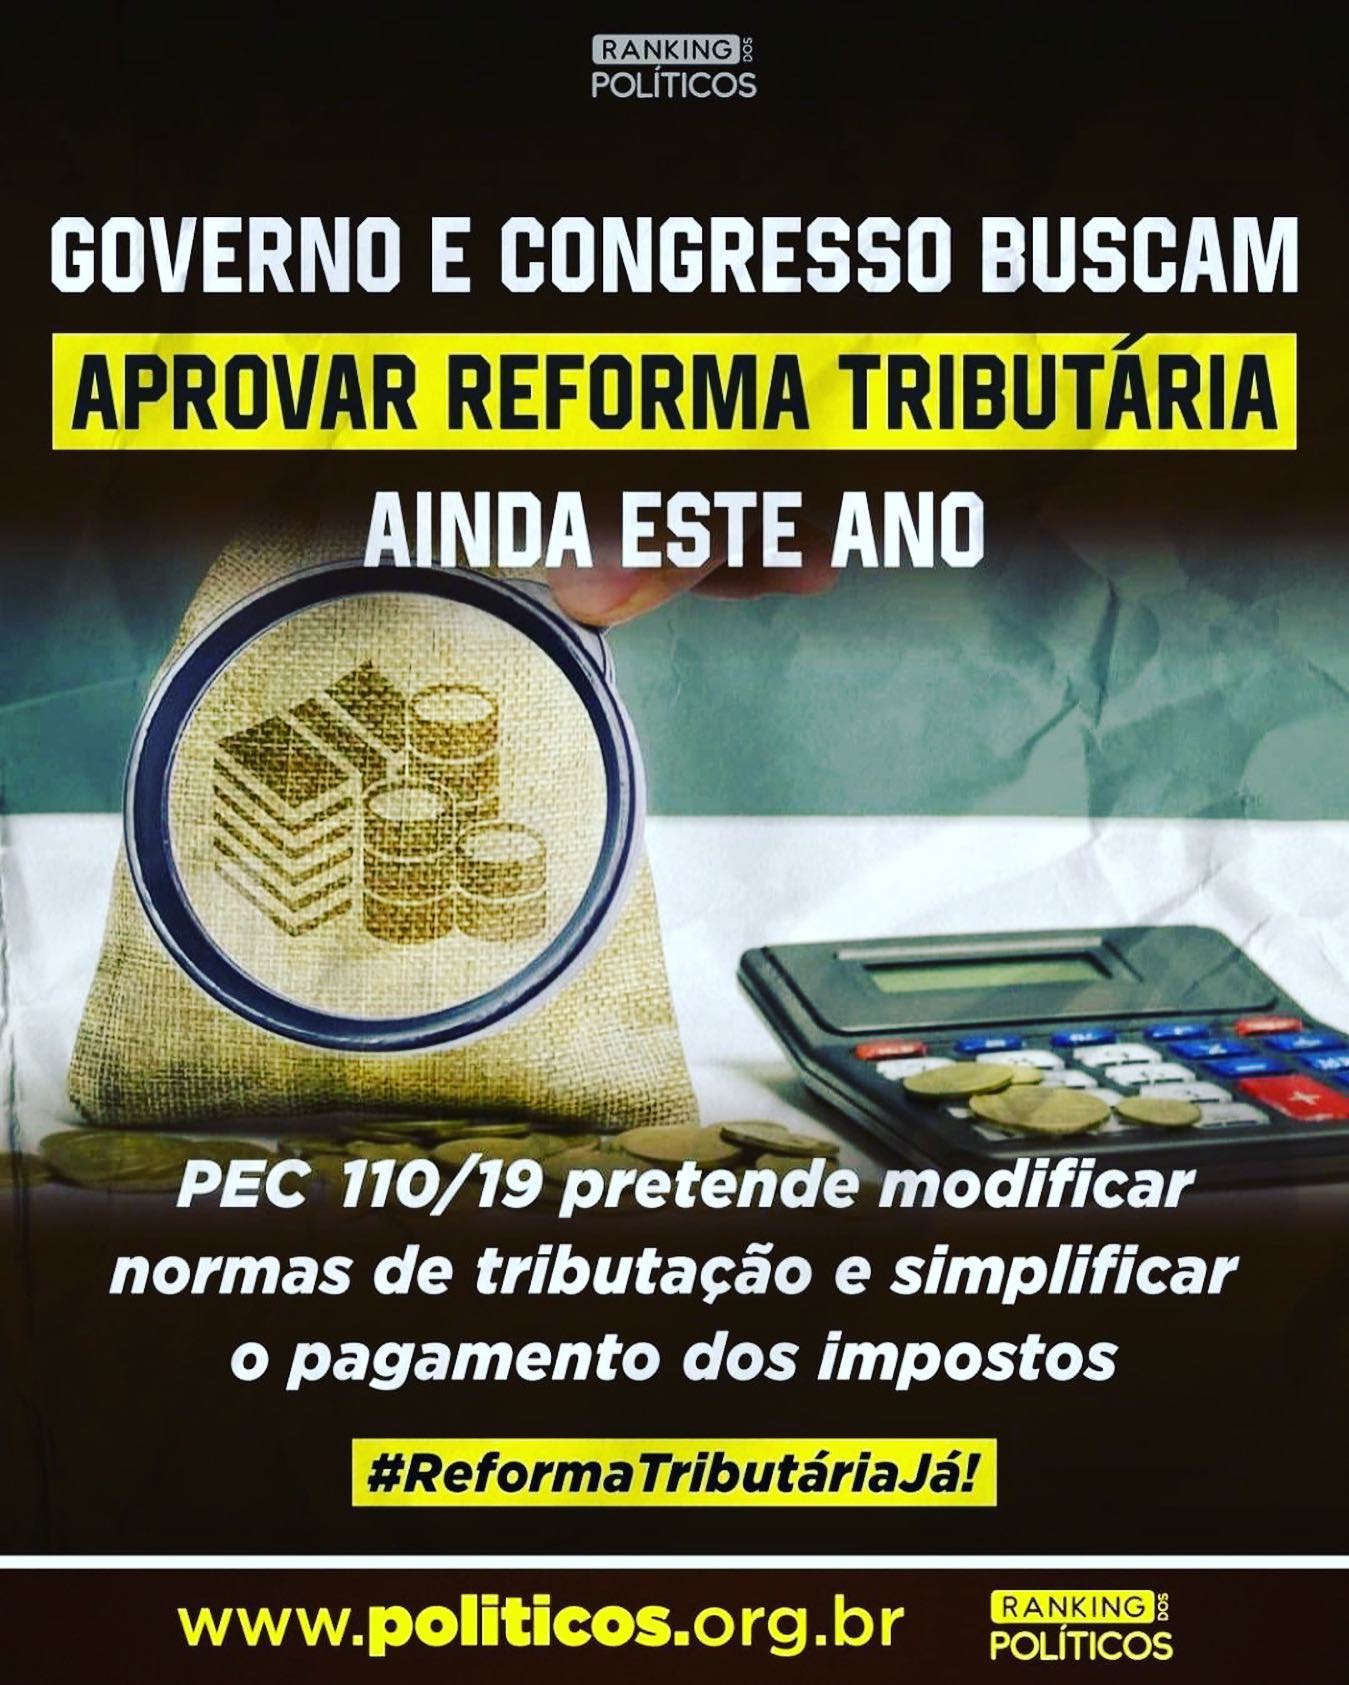 RANKING DOS
POLÍTICOS
GOVERNO E CONGRESSO BUSCAM
APROVAR REFORMA TRIBUTÁRIA
AINDA ESTE ANO
PEC 110/19 pretende modificar
normas de tributação e simplificar
o pagamento dos impostos
#ReformaTributáriaJá!
www.politicos.org.br
RANKING DOS
POLÍTICOS